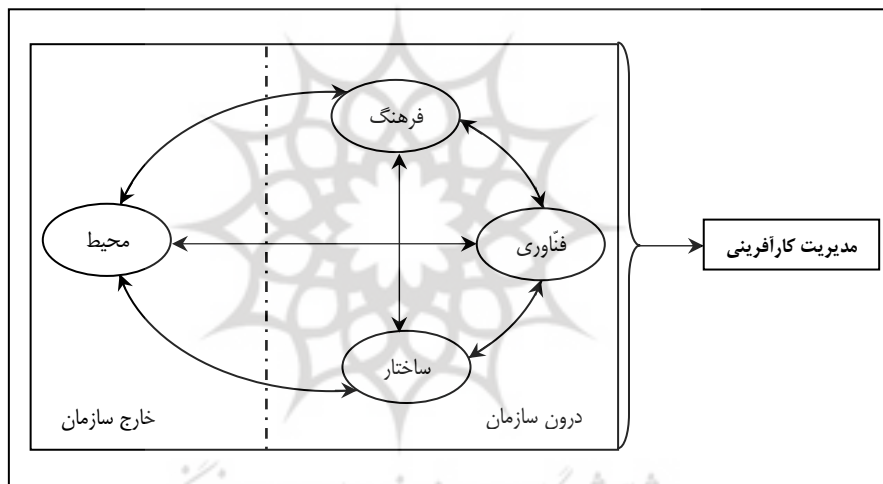 فرهنگ
محیط
فنّاوری
مدیریت کارآفرینی
ساختار
درون سازمان
خارج سازمان